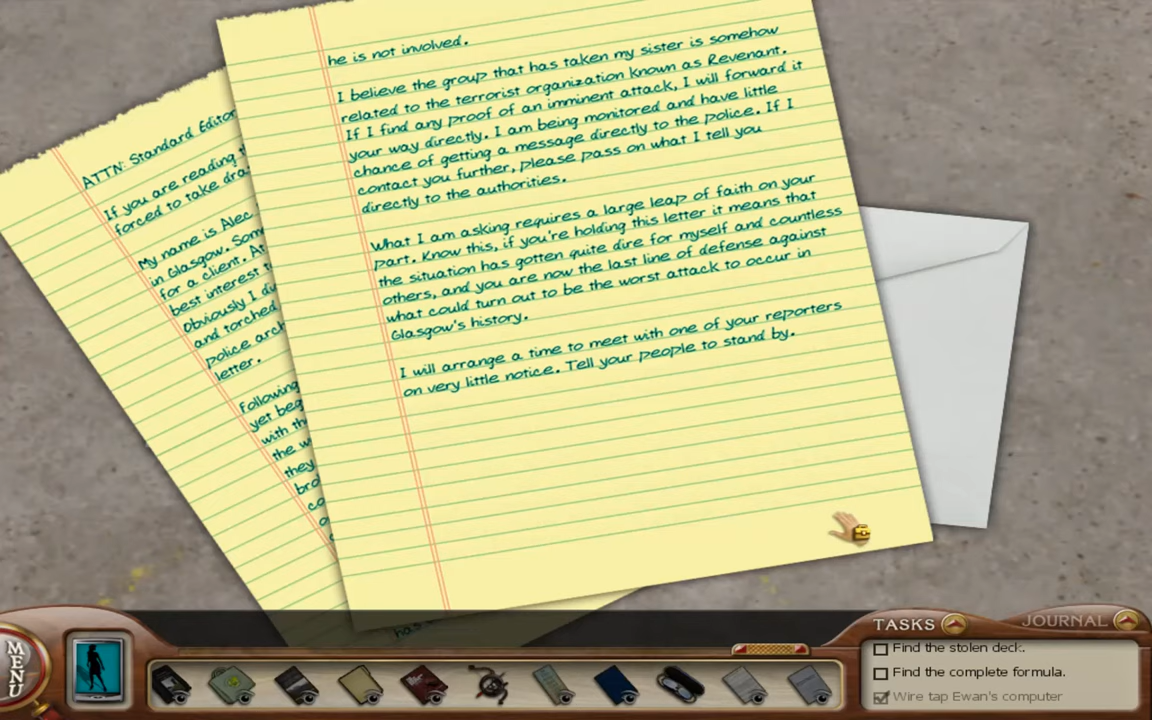 he is not involved.
I believe the group that has taken my sister is somehow
related to the terrorist organization known as Revenant.
If I find any proof of an imminent attack, I will forward it
your way directly. I am being monitored and have little
chance of getting a message directly to the police. If I
contact you further, please pass on what I tell you
directly to the authorities.
What I am asking requires a large leap of faith on your
part. Know this, if you're holding this letter it means that
the situation has gotten quite dire for myself and countless
others, and you are now the last line of defense against
what could turn out to be the worst attack to occur in
Glasgow's history.
I will arrange a time to meet with one of your reporters
on very little notice. Tell your people to stand by.
ATTN: Standard Editor
If you are reading
forced to take
My name is Alec
in Glasgow.
for a client.
best interest
Obviously I
and torched
police
letter.
Following
yet
with
the
they
has
MENU
TASKS
JOURNAL
Find the stolen deck.
Find the complete formula.
Wire tap Ewan's computer